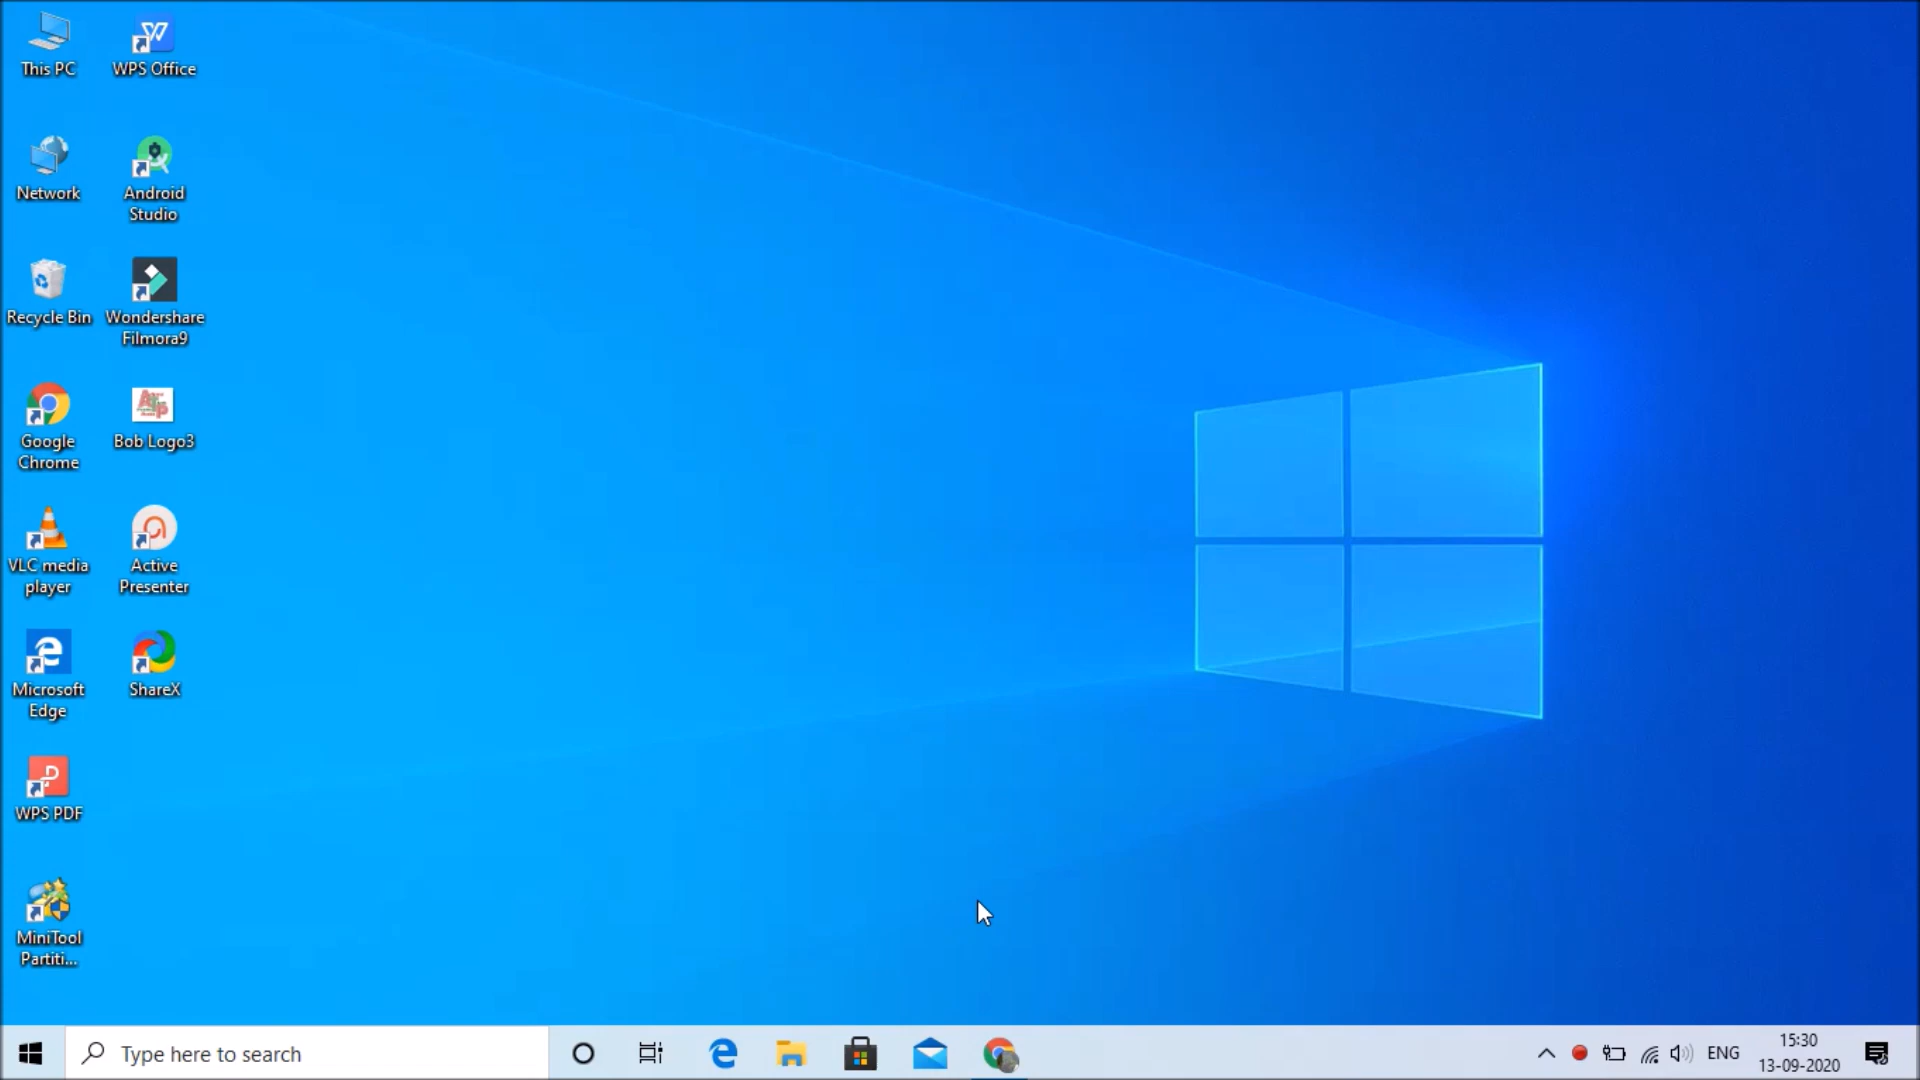 This PC
WPS Office
Network
Android
Studio
Recycle Bin
Wondershare
Filmora9
Google
Chrome
Bob Logo3
VLC media
player
Active
Presenter
Microsoft
Edge
ShareX
WPS PDF
MiniTool
Partiti...
Type here to search
ENG
15:30
13-09-2020